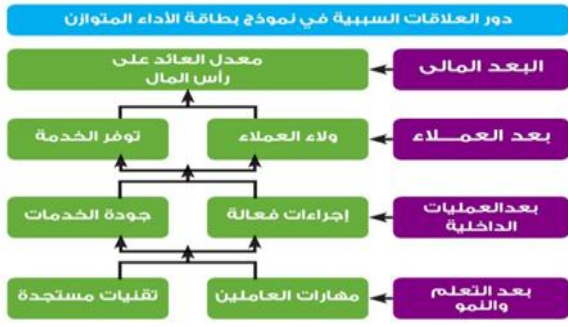 دور العلاقات السببية في نموذج بطاقة الأداء المتوازن
البعد المالى
معدل العائد على
رأس المال
بعد العمـــلاء
ولاء العملاء
توفر الخدمة
بعدالعمليات
الداخلية
إجراءات فعالة
جودة الخدمات
بعد التعلم
والنمو
مهارات العاملين
تقنيات مستجدة